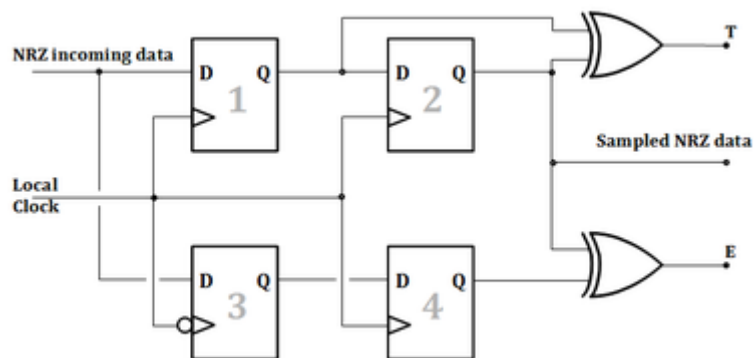 T
NRZ incoming data
D Q D Q
1 2
Sampled NRZ data
Local
Clock
E
D Q D Q
3 4